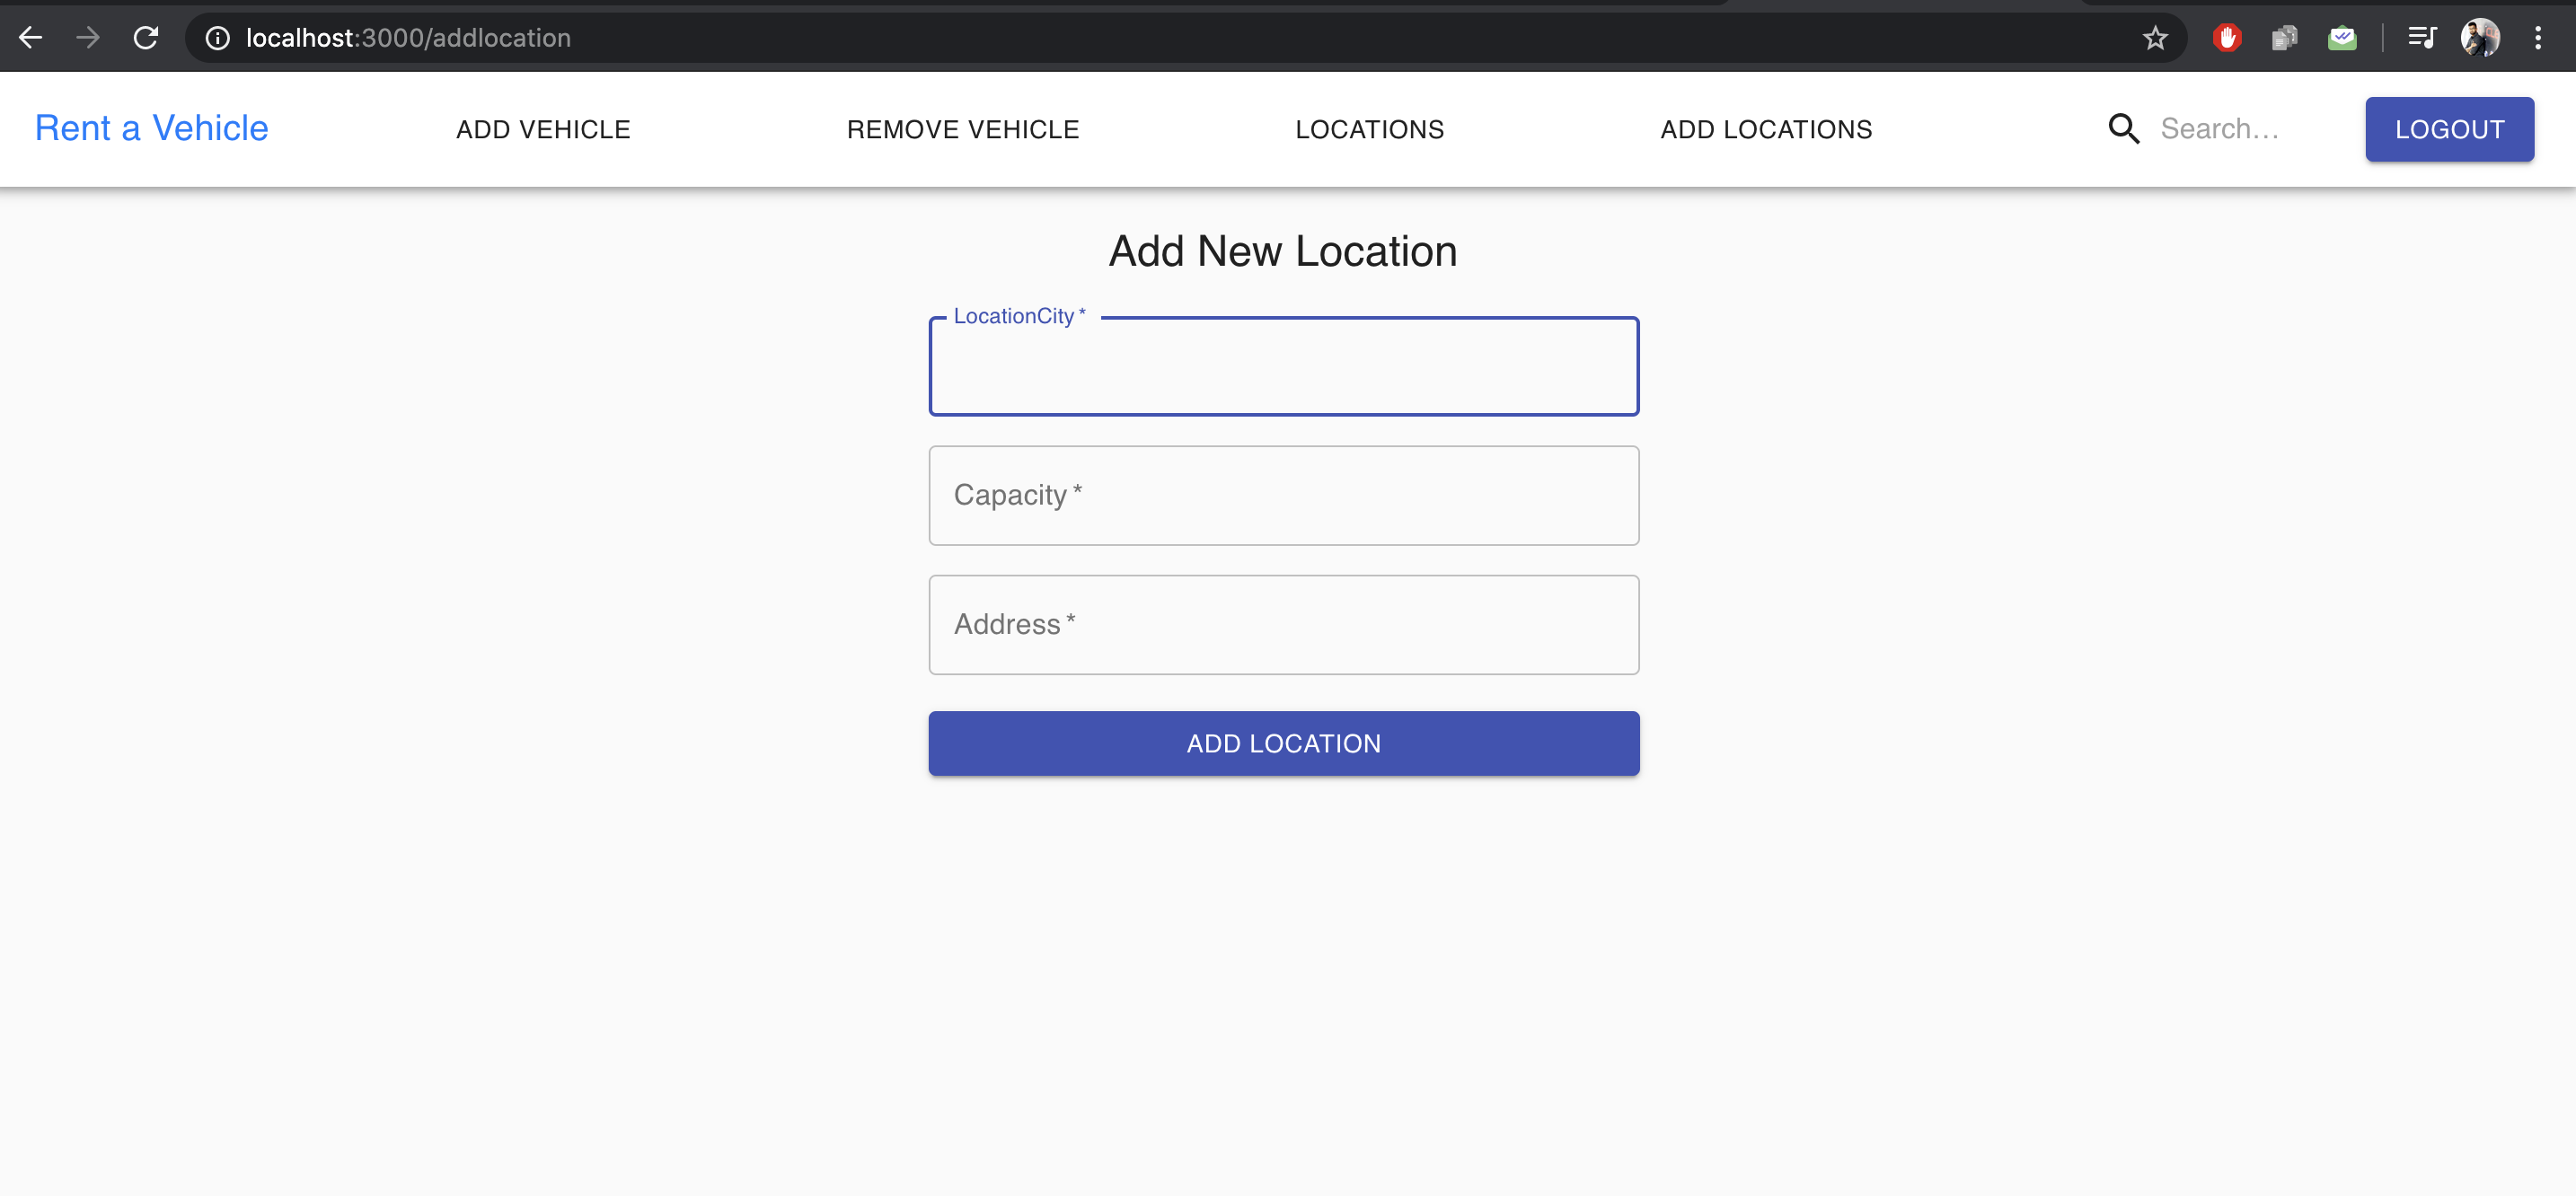 localhost:3000/addlocation
Rent a Vehicle ADD VEHICLE REMOVE VEHICLE LOCATIONS ADD LOCATIONS Search... LOGOUT
Add New Location
LocationCity *
Capacity *
Address *
ADD LOCATION